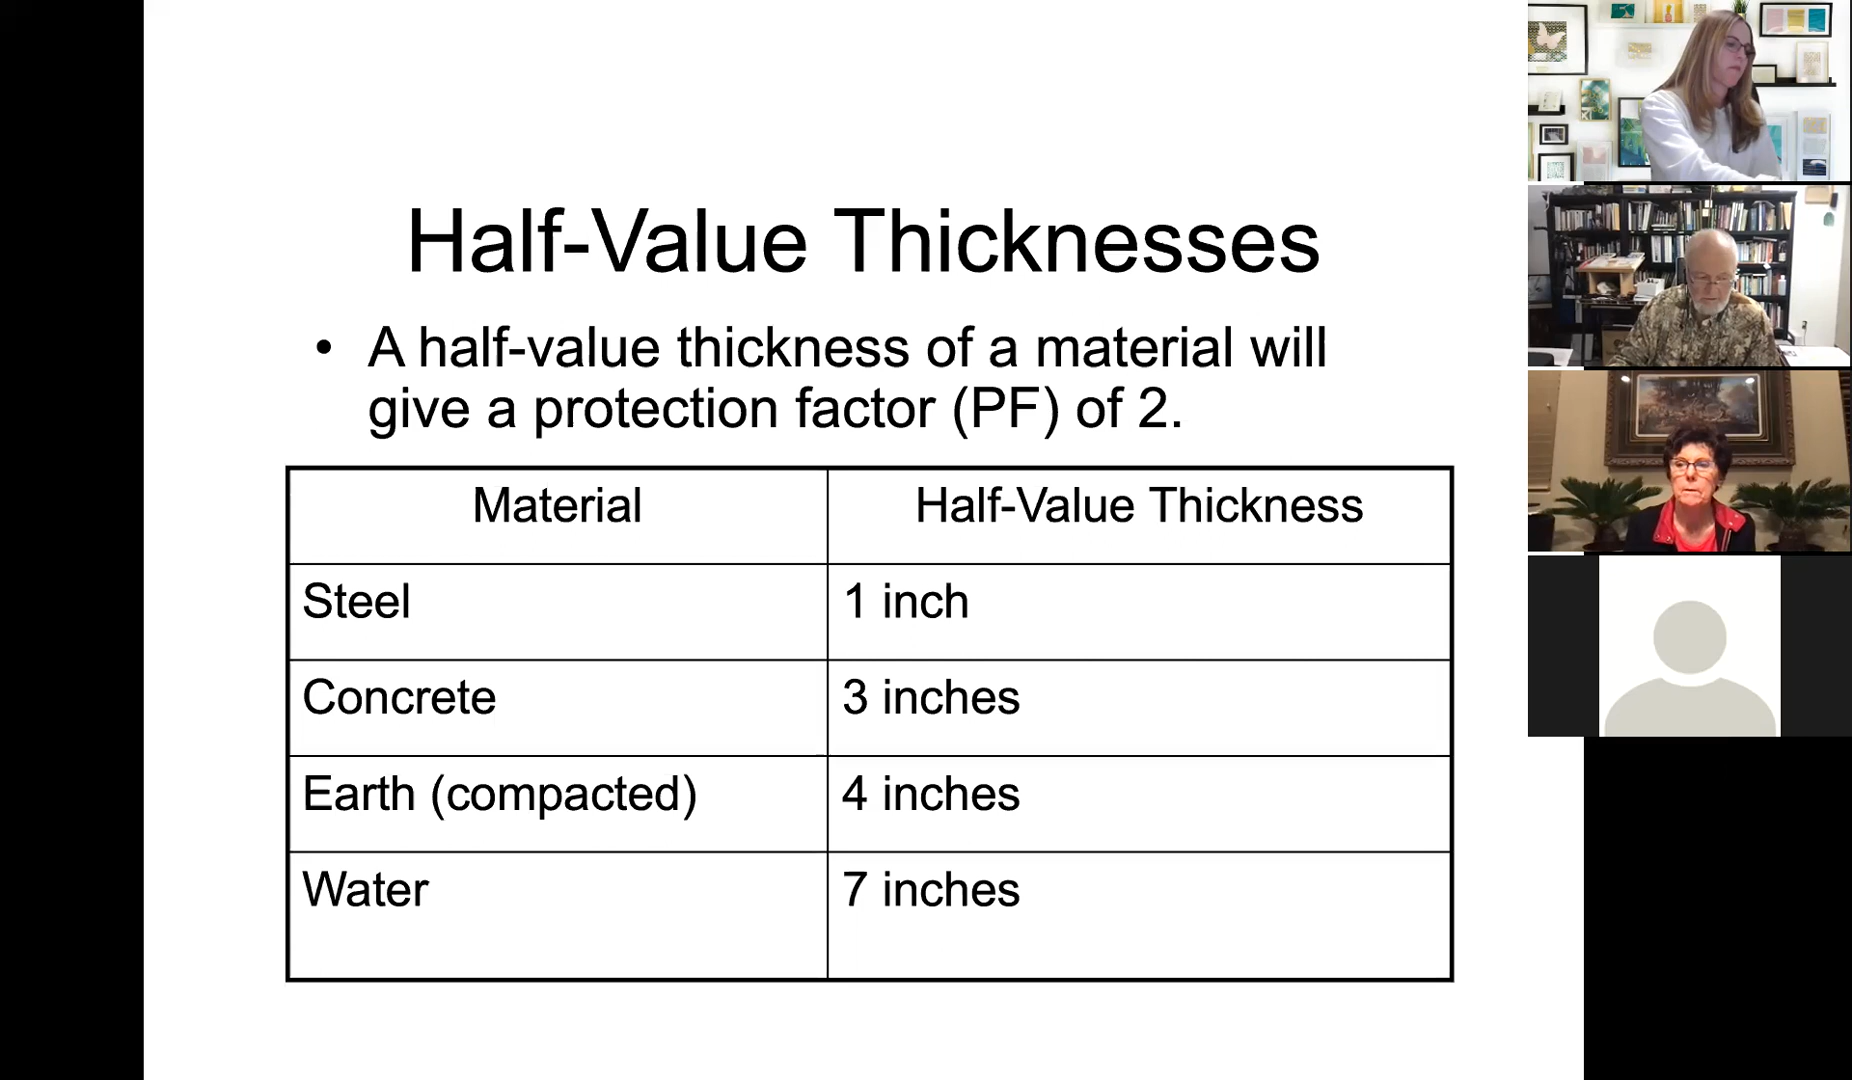 Half-Value Thicknesses
• A half-value thickness of a material will
give a protection factor (PF) of 2.
Material Half-Value Thickness
Steel 1 inch
Concrete 3 inches
Earth (compacted) 4 inches
Water 7 inches